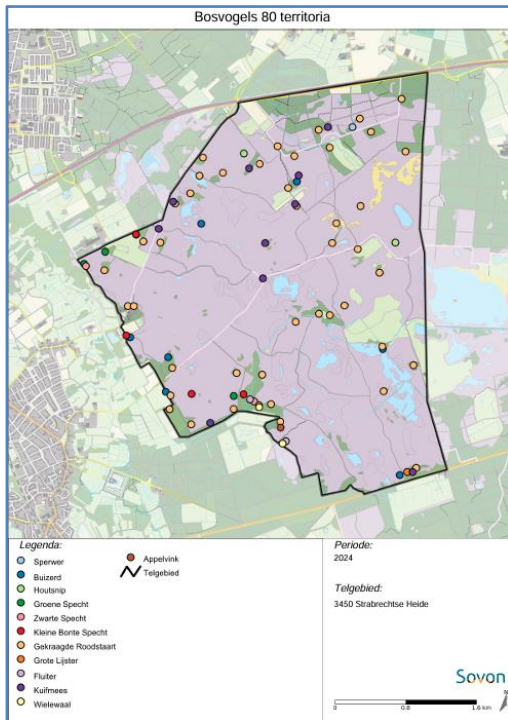 Bosvogels 80 territoria
Legenda:
Sperwer
Buizerd
Houtsnip
Groene Specht
Zwarte Specht
Kleine Bonte Specht
Gekraagde Roodstaart
Grote Lijster
Fluiter
Kuifmees
Wielewaal
Appelvink
Telgebied
Periode:
2024
Telgebied:
3450 Strabrechtse Heide
Sovon
0 0.8 1.6 km
N